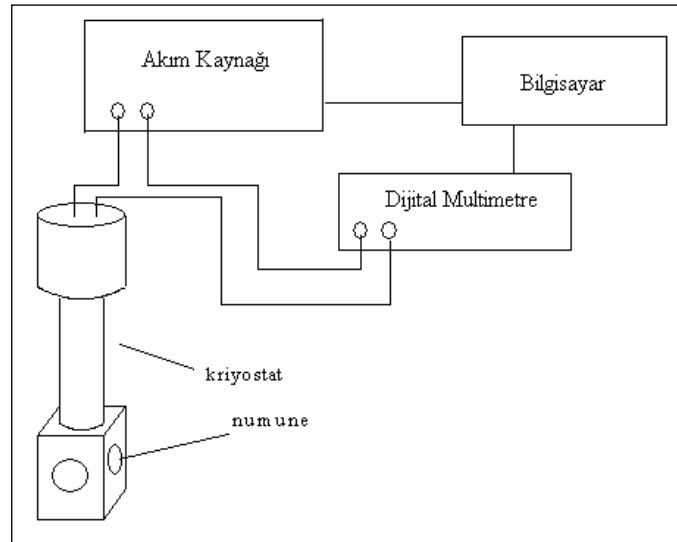 Akım Kaynağı
Bilgisayar
Dijital Multimetre
kriyostat
numune